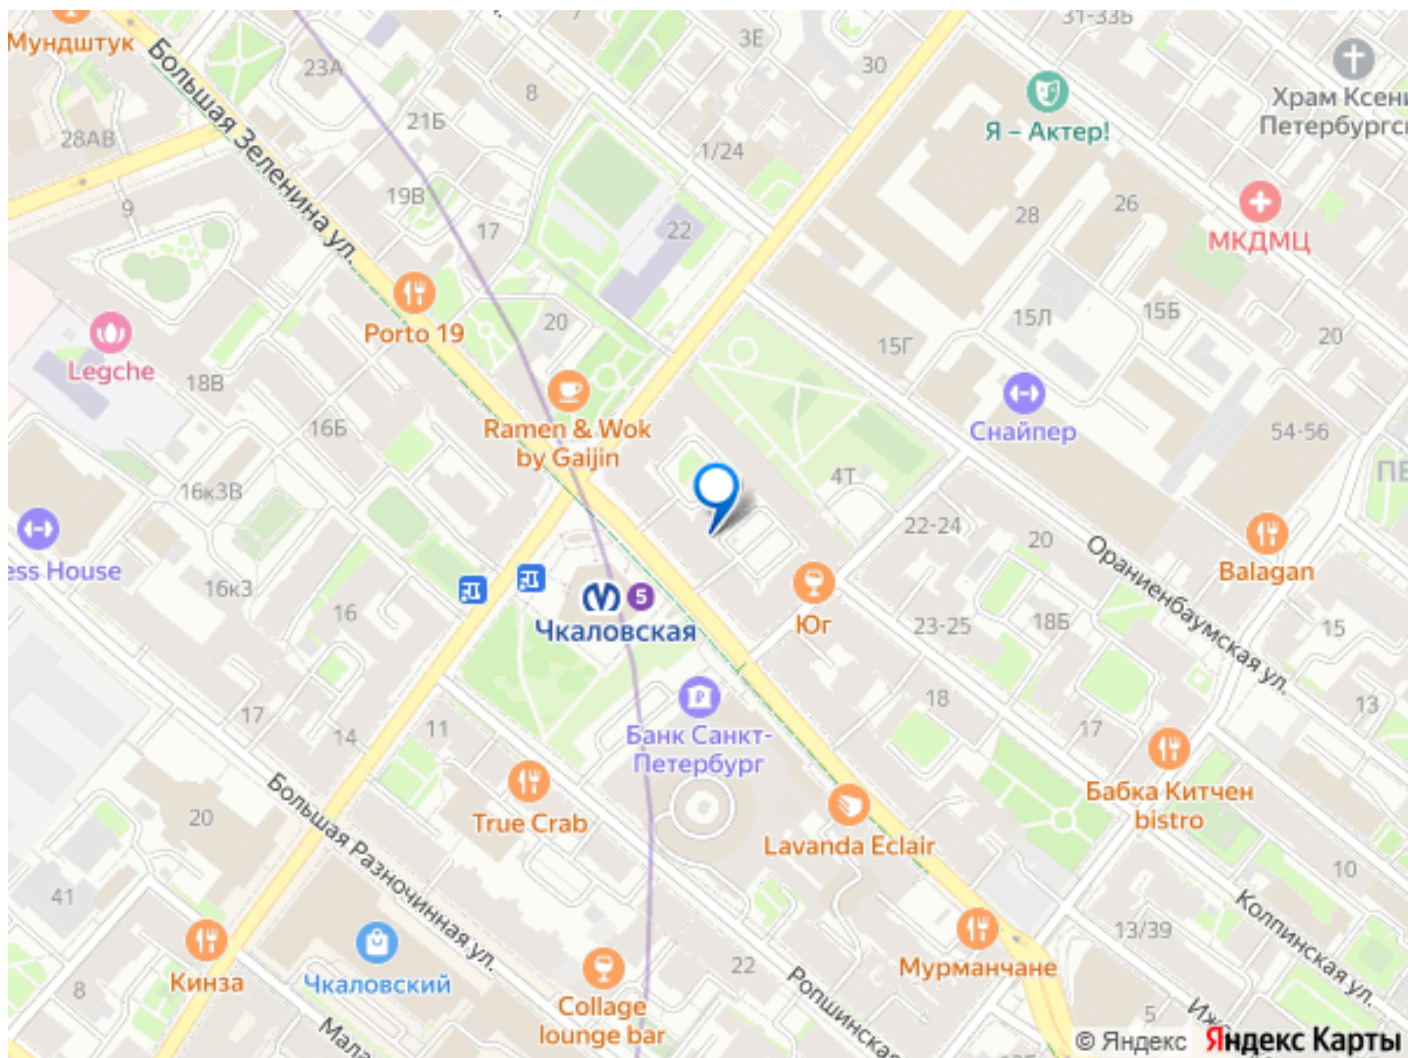 Мундштук
Большая Зеленина ул.
23А
3Е
30
31-33Б
8
21Б
28АВ
1/24
Я – Актер!
Храм Ксени
Петербургс
9
19В
17
22
28
26
МКДМЦ
Porto 19
20
15Г
15Л
15Б
20
Legche
18В
16Б
Ramen & Wok
by Gaijin
Снайпер
54-56
16к3В
4Т
22-24
20
ПЕ
ess House
16к3
16
5
Чкаловская
Юг
23-25
18Б
Ораниенбаумская ул.
Balagan
15
17
14
11
Банк Санкт-
Петербург
18
17
13
Большая Разночинная ул.
20
True Crab
Lavanda Eclair
Бабка Китчен
bistro
10
41
Колпинская ул.
Кинза
Чкаловский
Collage
lounge bar
22
Мурманчане
13/39
8
Мала
Ропшинская
5
Иж
© Яндекс Яндекс Карты